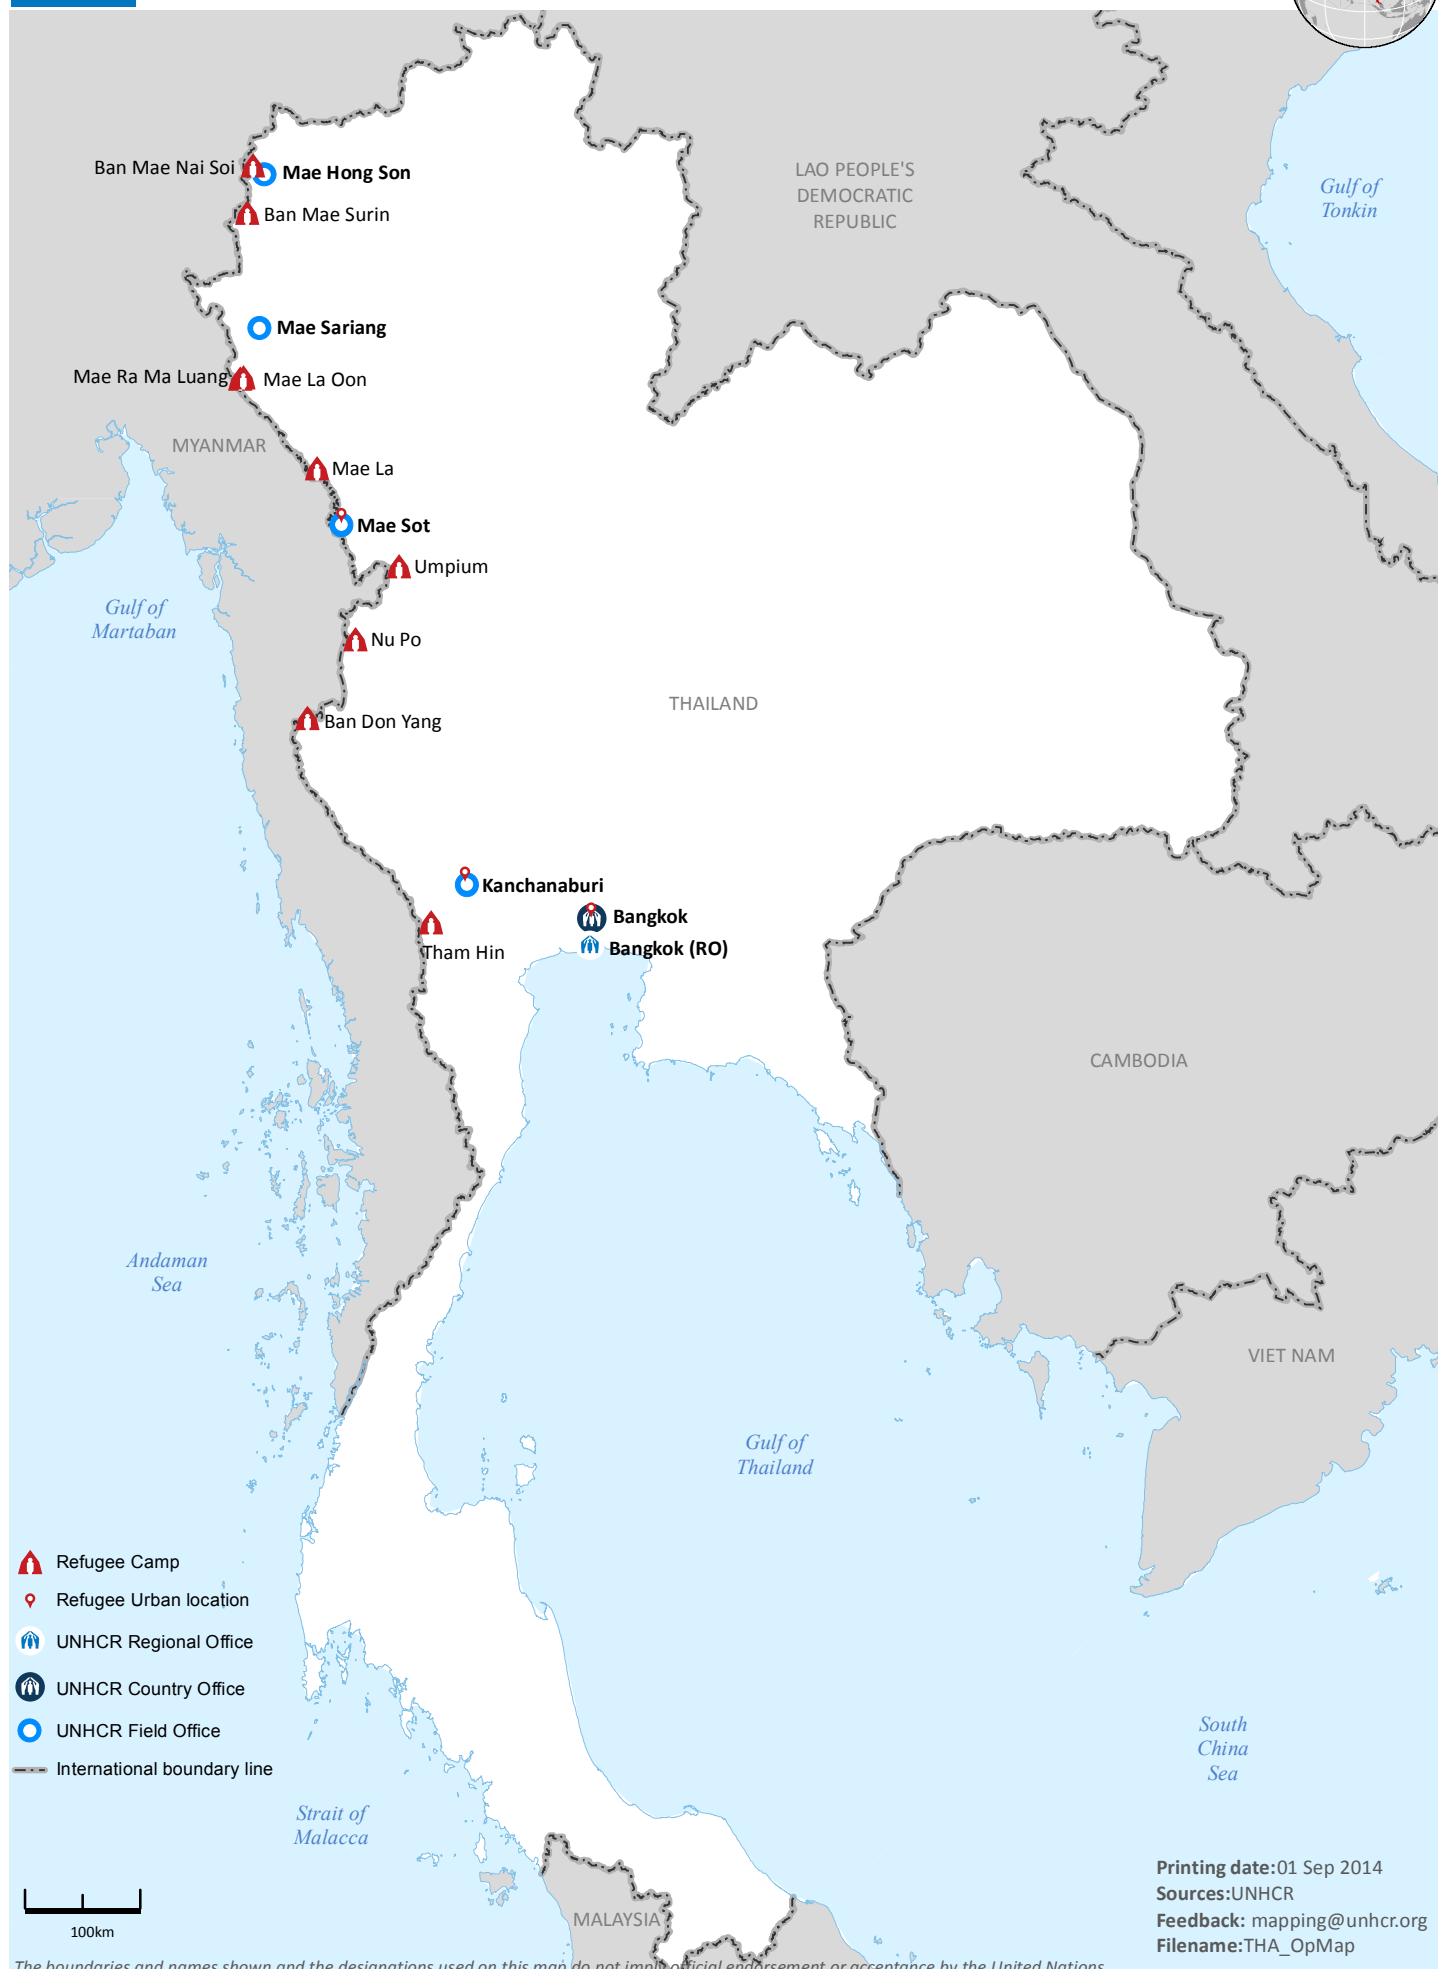 LAO PEOPLE'S
DEMOCRATIC
REPUBLIC
Gulf of
Tonkin
Ban Mae Nai Soi
Mae Hong Son
Ban Mae Surin
Mae Sariang
Mae Ra Ma Luang
Mae La Oon
MYANMAR
Mae La
Mae Sot
Umpium
Gulf of
Martaban
Nu Po
THAILAND
Ban Don Yang
Kanchanaburi
Bangkok
Bangkok (RO)
Tham Hin
CAMBODIA
Andaman
Sea
VIET NAM
Gulf of
Thailand
Refugee Camp
Refugee Urban location
UNHCR Regional Office
UNHCR Country Office
UNHCR Field Office
International boundary line
South
China
Sea
Strait of
Malacca
100km
MALAYSIA
Printing date:01 Sep 2014
Sources:UNHCR
Feedback: mapping@unhcr.org
Filename:THA_OpMap
The boundaries and names shown and the designations used on this map do not imply official endorsement or acceptance by the United Nations